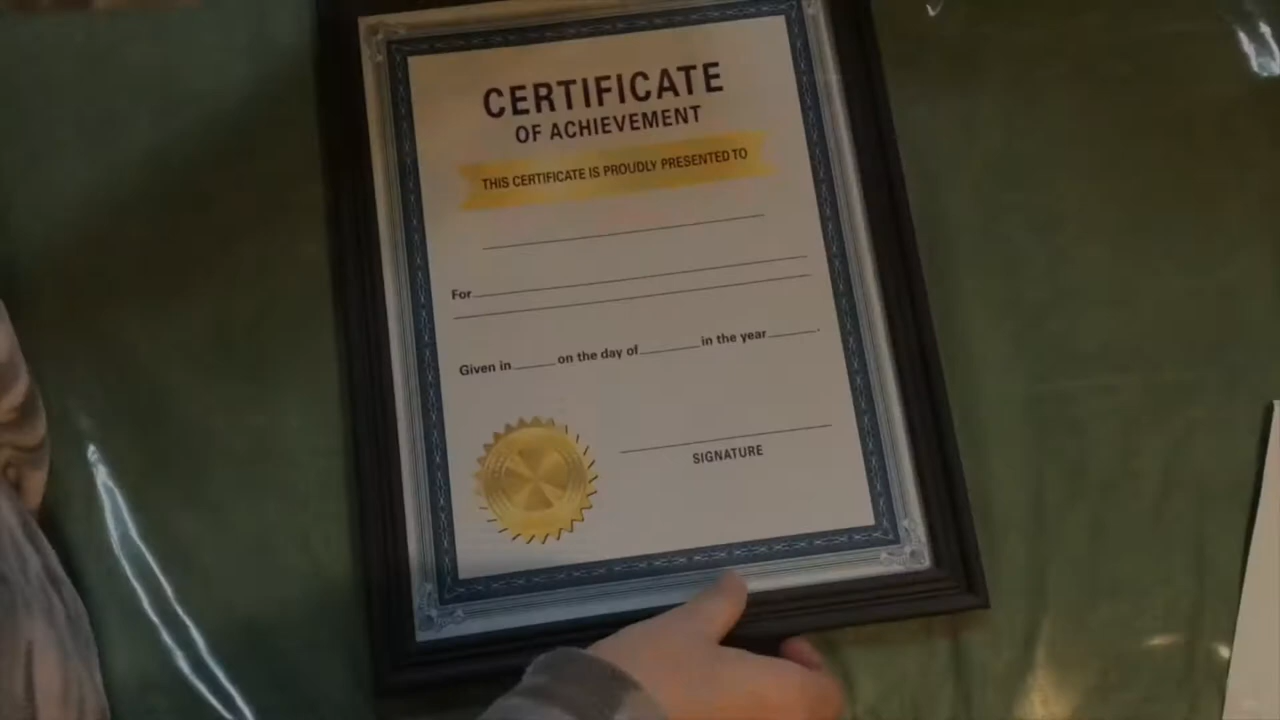 CERTIFICATE
OF ACHIEVEMENT
THIS CERTIFICATE IS PROUDLY PRESENTED TO
For
Given in on the day of in the year .
SIGNATURE